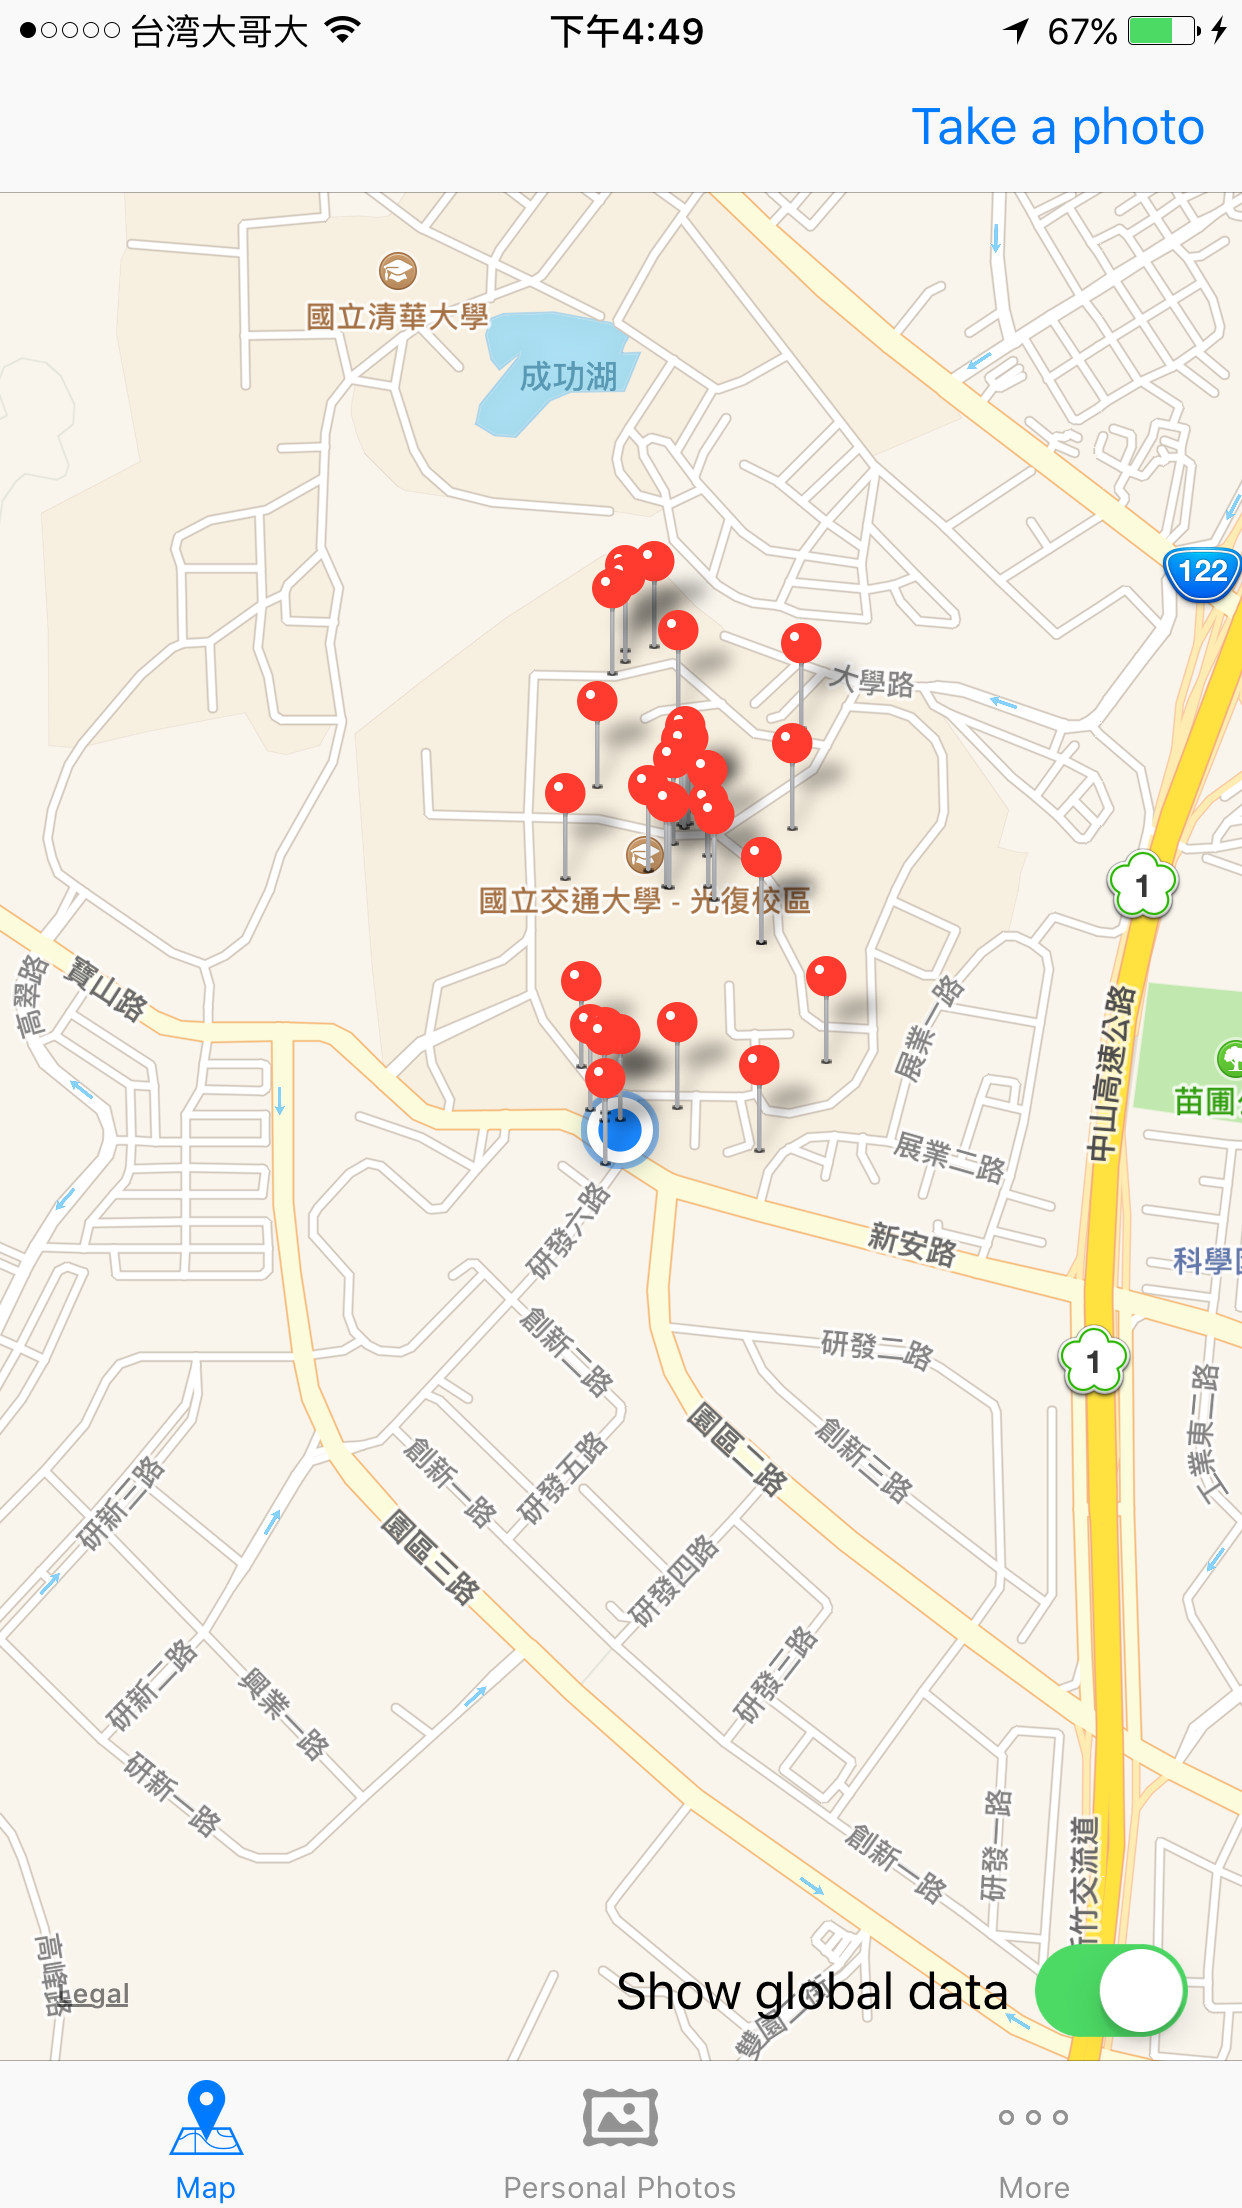 台湾大哥大
下午4:49
67%
Take a photo
國立清華大學
成功湖
122
大學路
1
國立交通大學 - 光復校區
高翠路
寶山路
展業一路
中山高速公路
苗圃
展業二路
研發六路
新安路
科學
創新二路
研發二路
1
工業東二路
園區二路
創新三路
創新一路
研發五路
研新三路
園區三路
研發四路
研發三路
研新二路
興業一路
研新一路
研發一路
創新一路
竹交流道
高峰路
Legal
Show global data
雙園二街
Map
Personal Photos
More